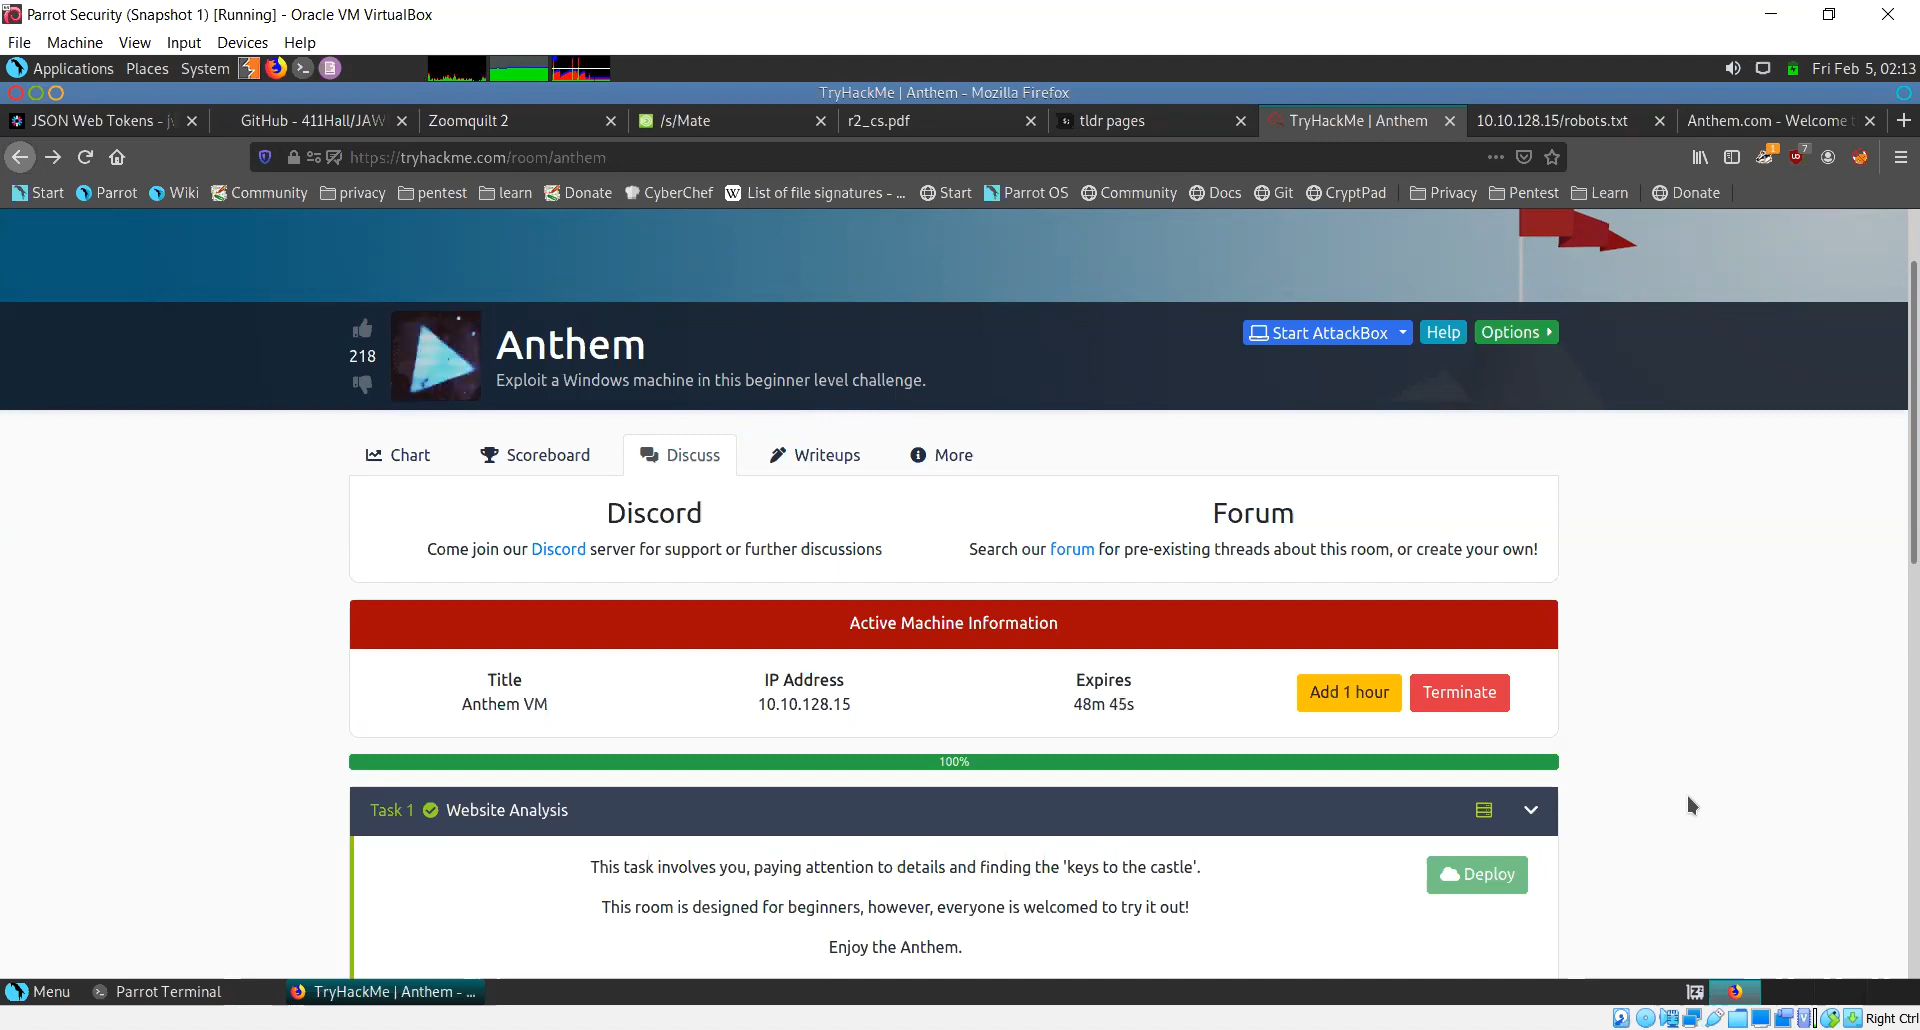 Parrot Security (Snapshot 1) [Running] - Oracle VM VirtualBox
File Machine View Input Devices Help
Applications Places System Fri Feb 5, 02:13
TryHackMe | Anthem - Mozilla Firefox
JSON Web Tokens - GitHub - 411Hall/JAW Zoomquilt 2 /s/Mate r2_cs.pdf tldr pages TryHackMe | Anthem 10.10.128.15/robots.txt Anthem.com - Welcome
https://tryhackme.com/room/anthem 1 7
Start Parrot Wiki Community privacy pentest learn Donate CyberChef List of file signatures - ... Start Parrot OS Community Docs Git CryptPad Privacy Pentest Learn Donate
218
Anthem
Exploit a Windows machine in this beginner level challenge.
Start AttackBox Help Options
Chart Scoreboard Discuss Writeups More
Discord Forum
Come join our Discord server for support or further discussions Search our forum for pre-existing threads about this room, or create your own!
Active Machine Information
Title IP Address Expires
Anthem VM 10.10.128.15 48m 45s
Add 1 hour Terminate
100%
Task 1 Website Analysis
This task involves you, paying attention to details and finding the 'keys to the castle'.
Deploy
This room is designed for beginners, however, everyone is welcomed to try it out!
Enjoy the Anthem.
Menu Parrot Terminal TryHackMe | Anthem - ...
Right Ctrl